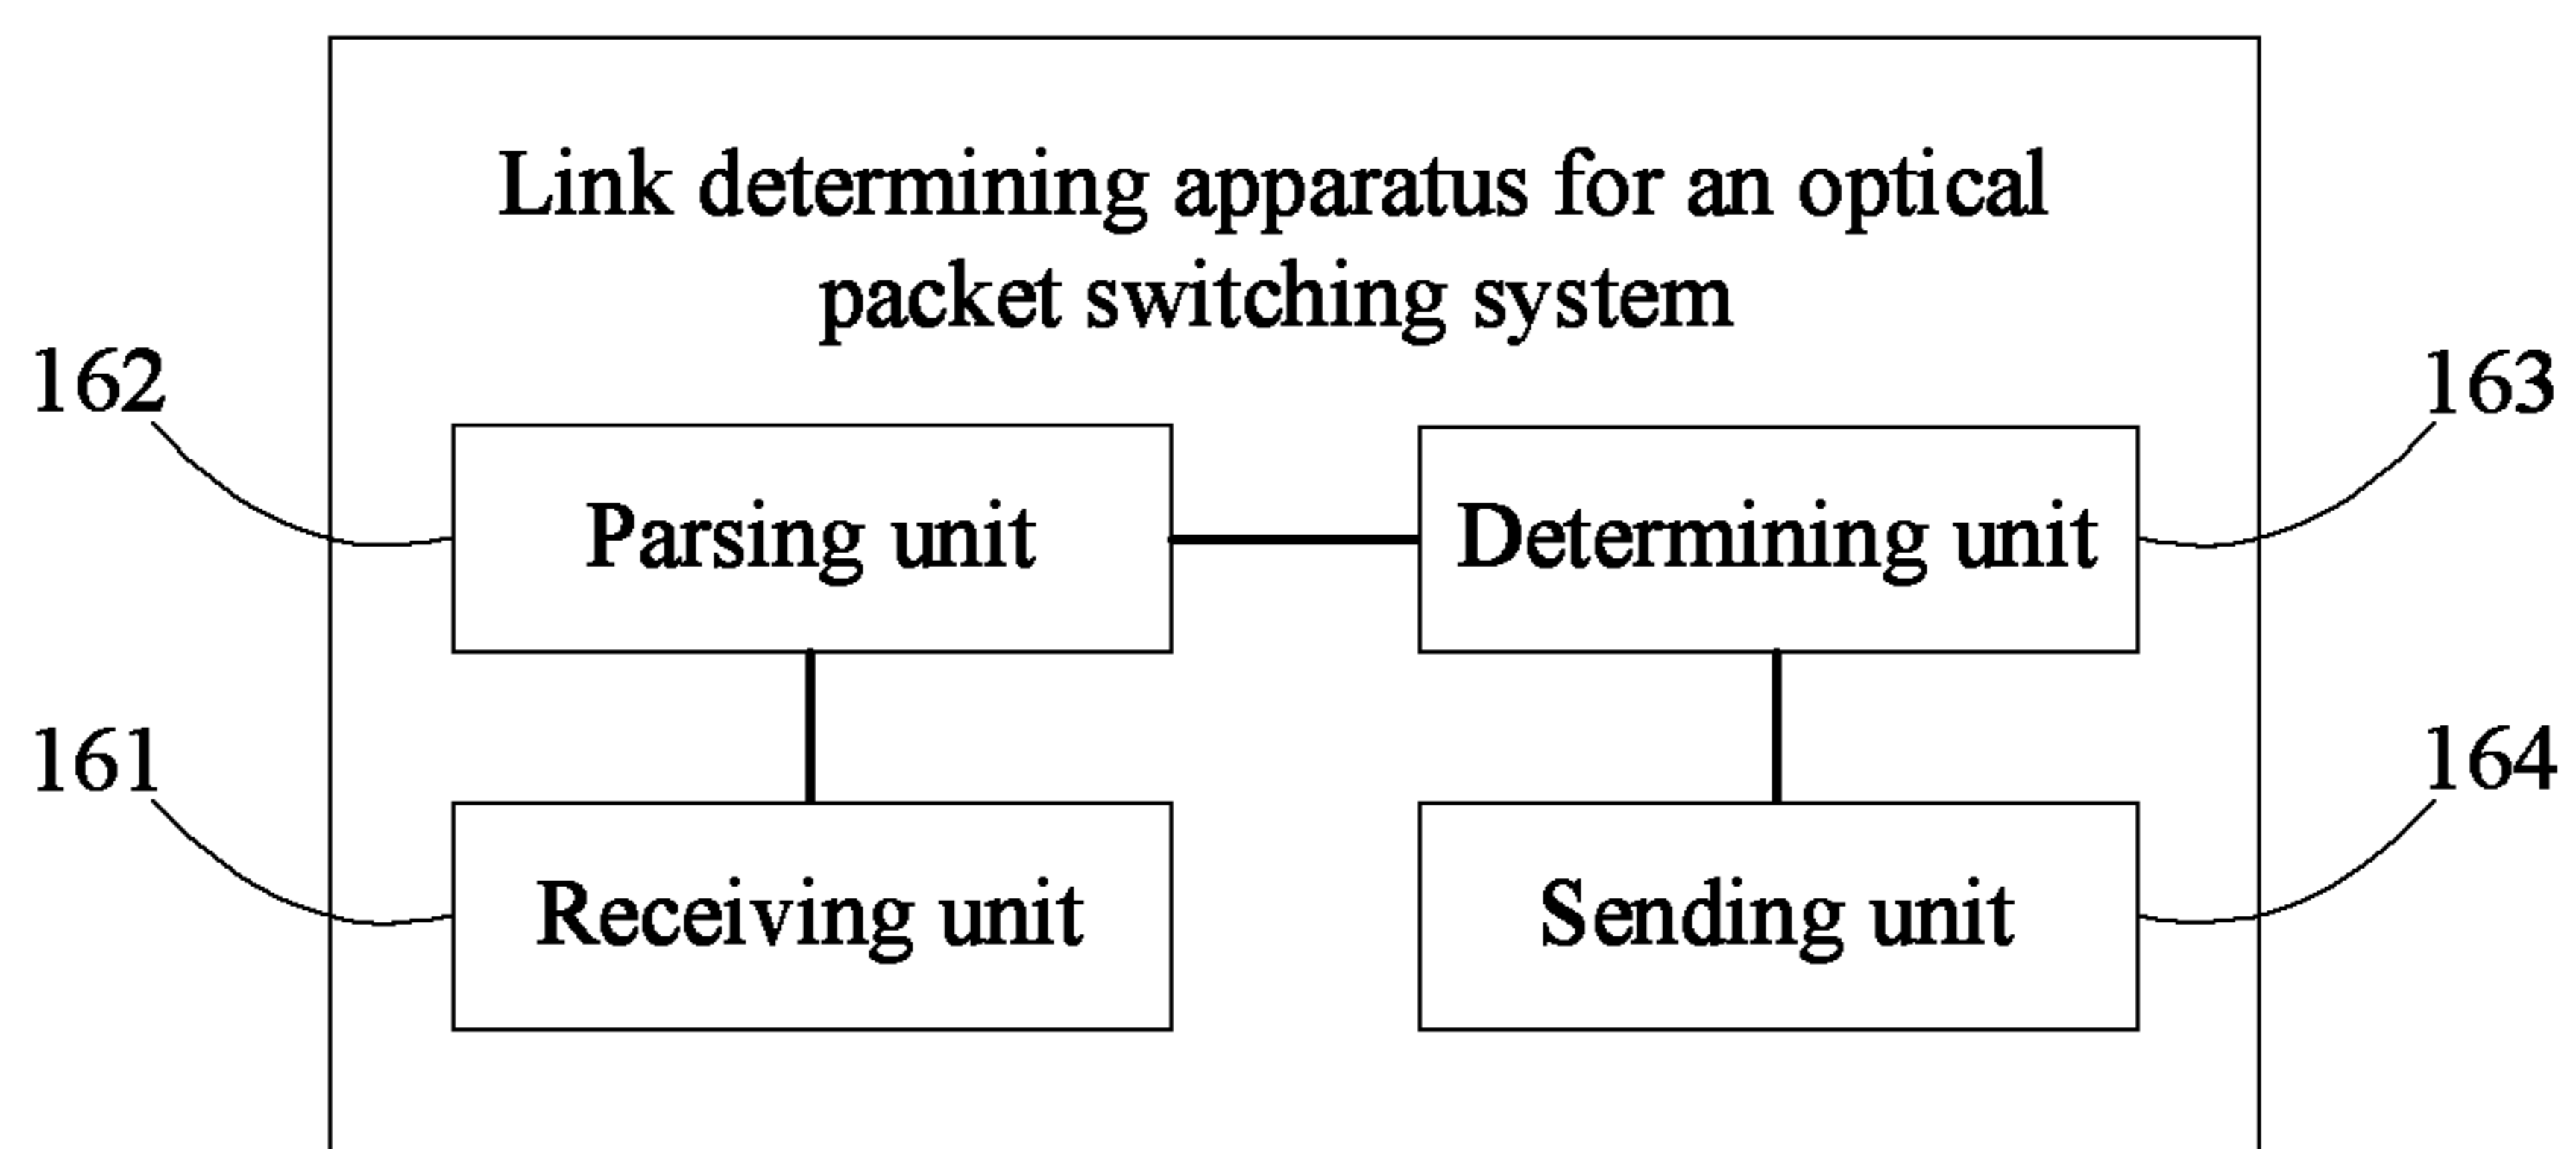 Link determining apparatus for an optical
packet switching system
162
163
Parsing unit
Determining unit
161
164
Receiving unit
Sending unit